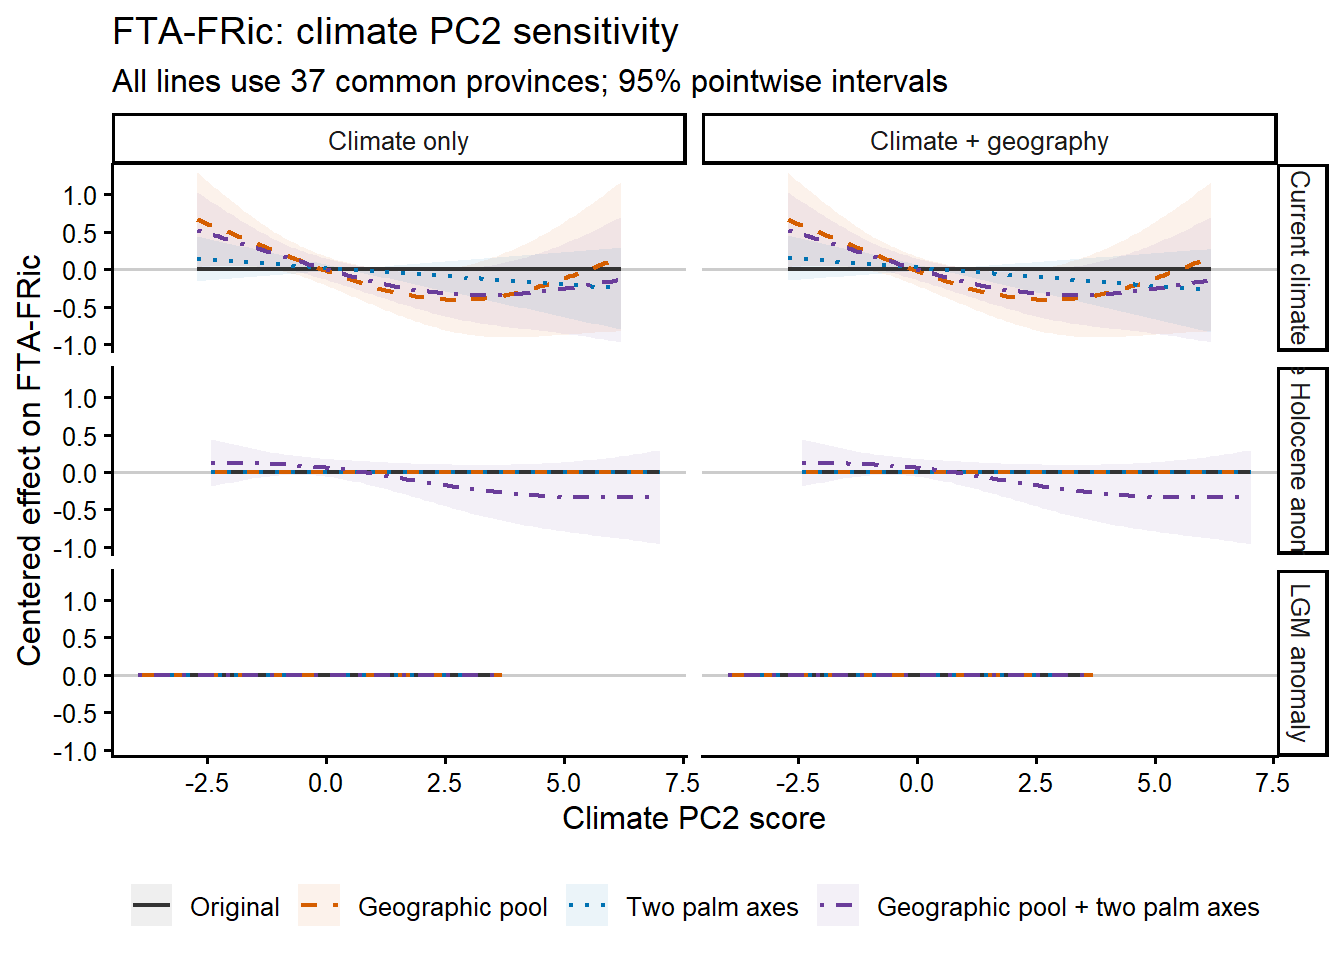 FTA-FRic: climate PC2 sensitivity
All lines use 37 common provinces; 95% pointwise intervals
Climate only
Climate + geography
Centered effect on FTA-FRic
1.0
0.5
0.0
-0.5
-1.0
Current climate
1.0
0.5
0.0
-0.5
-1.0
Holocene anom
1.0
0.5
0.0
-0.5
-1.0
LGM anomaly
-2.5 0.0 2.5 5.0 7.5
-2.5 0.0 2.5 5.0 7.5
Climate PC2 score
Original Geographic pool Two palm axes Geographic pool + two palm axes